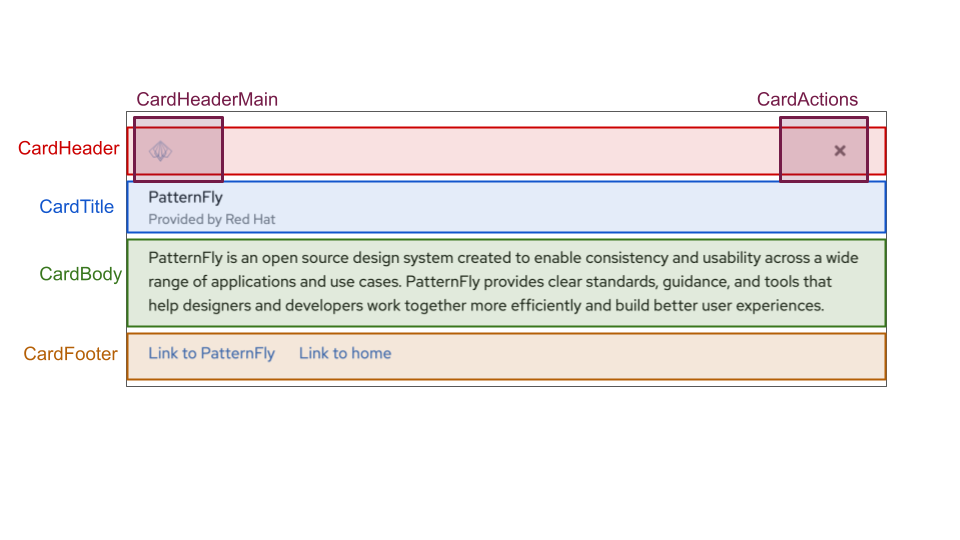 CardHeaderMain
CardActions
CardHeader
CardTitle
PatternFly
Provided by Red Hat
CardBody
PatternFly is an open source design system created to enable consistency and usability across a wide
range of applications and use cases. PatternFly provides clear standards, guidance, and tools that
help designers and developers work together more efficiently and build better user experiences.
CardFooter
Link to PatternFly
Link to home